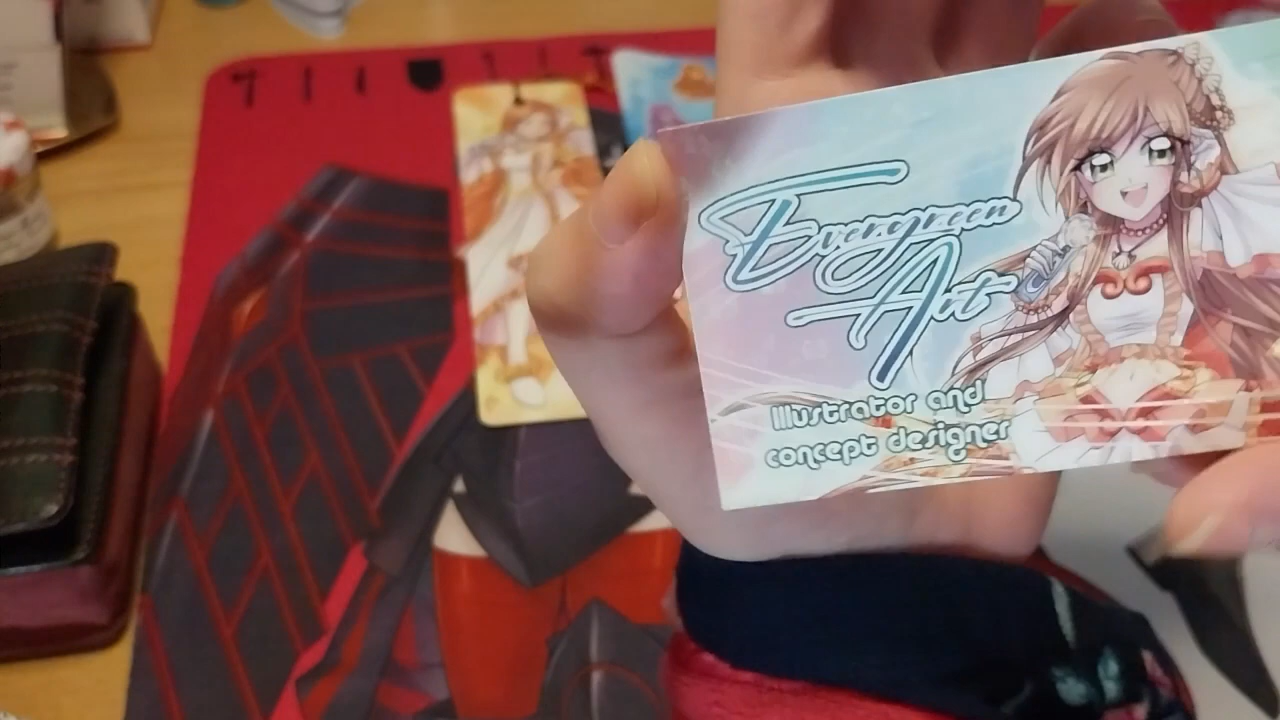 Evergreen
Art
Illustrator and
concept designer